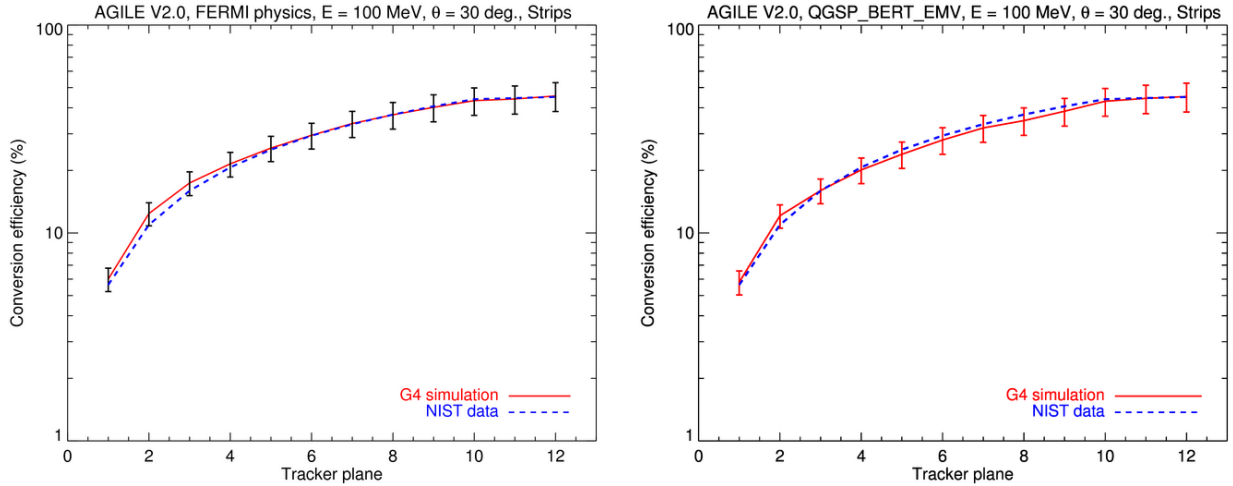 AGILE V2.0, FERMI physics, E = 100 MeV, θ = 30 deg., Strips
100
10
1
Conversion efficiency (%)
G4 simulation
NIST data
0 2 4 6 8 10 12
Tracker plane
AGILE V2.0, QGSP_BERT_EMV, E = 100 MeV, θ = 30 deg., Strips
100
10
1
Conversion efficiency (%)
G4 simulation
NIST data
0 2 4 6 8 10 12
Tracker plane